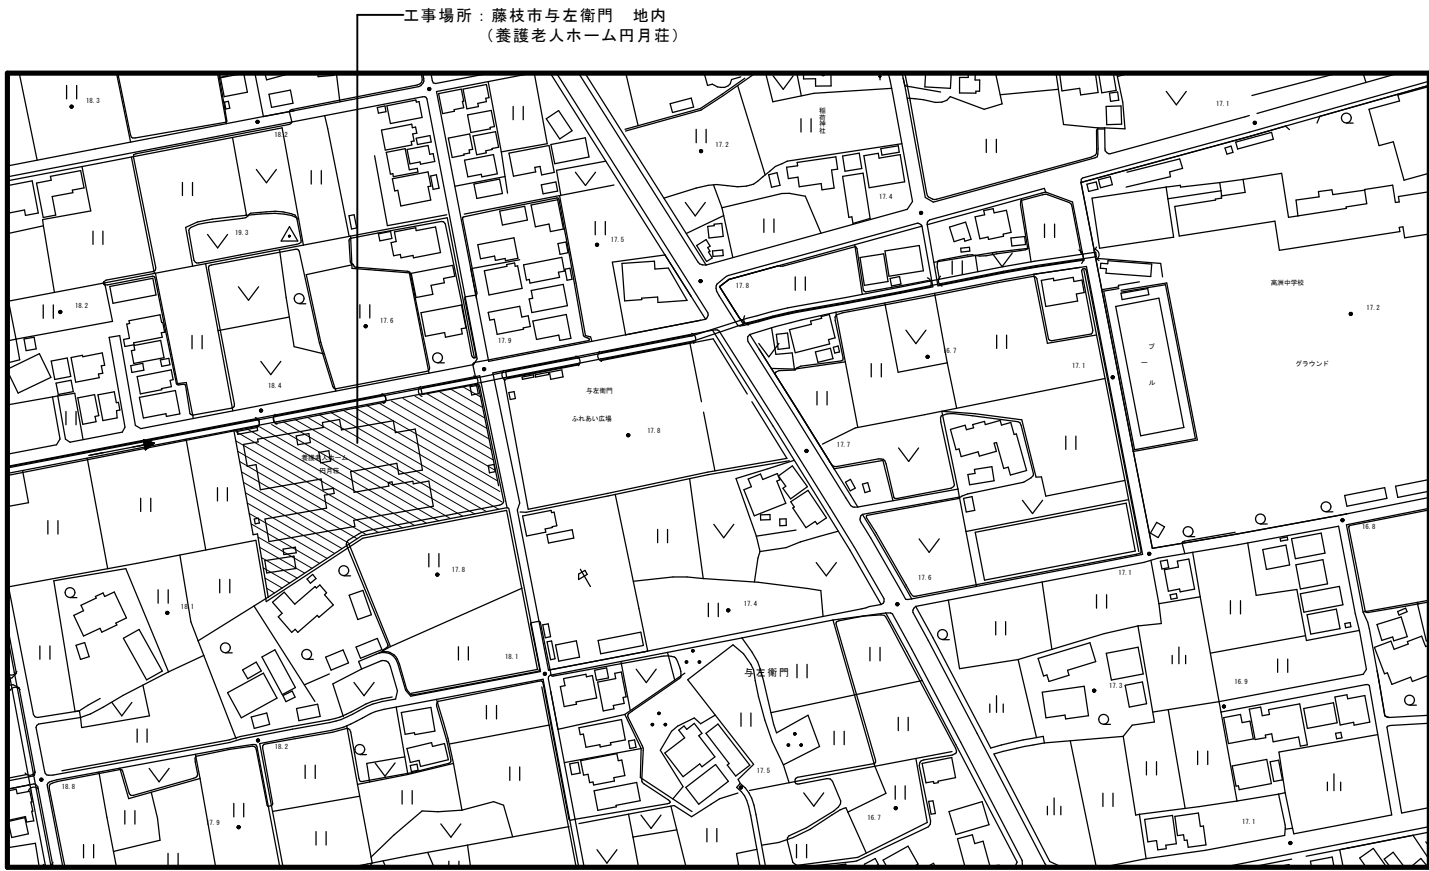 工事場所：藤枝市与左衛門　地内
（養護老人ホーム円月荘）
18.3
18.2
17.2
稲荷神社
17.1
17.4
19.3
17.5
17.8
18.2
17.6
17.9
高洲中学校
17.2
グラウンド
プール
18.4
16.7
17.1
与左衛門
ふれあい広場
17.8
17.7
養護老人ホーム
円月荘
17.8
17.6
17.1
16.8
18.1
17.4
18.1
与左衛門
17.3
16.9
18.2
17.5
18.8
17.9
16.7
17.1